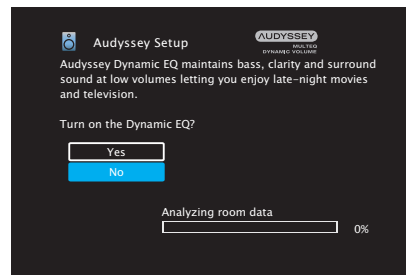 Audyssey Setup
AUDYSSEY
MULTEQ
DYNAMIC VOLUME
Audyssey Dynamic EQ maintains bass, clarity and surround
sound at low volumes letting you enjoy late-night movies
and television.
Turn on the Dynamic EQ?
Yes
No
Analyzing room data
0%